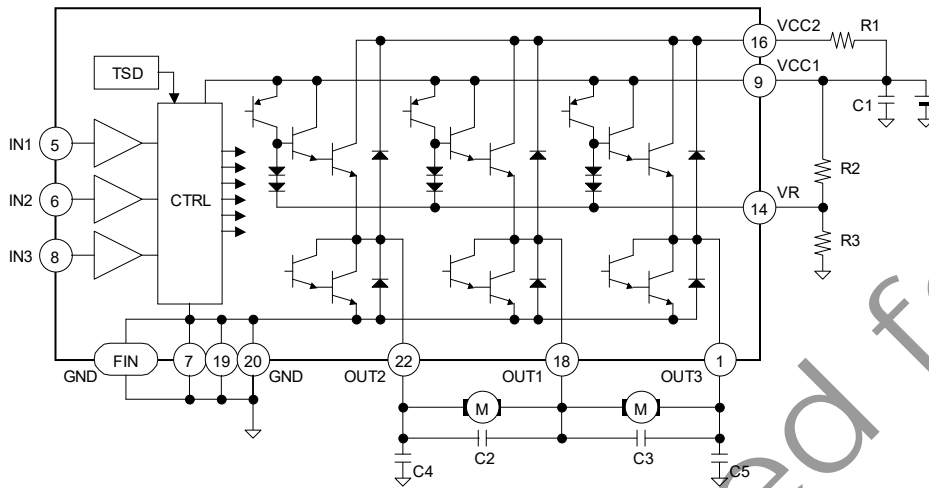 VCC2 R1
16
TSD
VCC1
9
C1
IN1 5
IN2 6 CTRL
R2
14 VR
IN3 8
R3
GND FIN 7 19 20 GND OUT2 22 OUT1 18 OUT3 1
M M
C2 C3
C4 C5